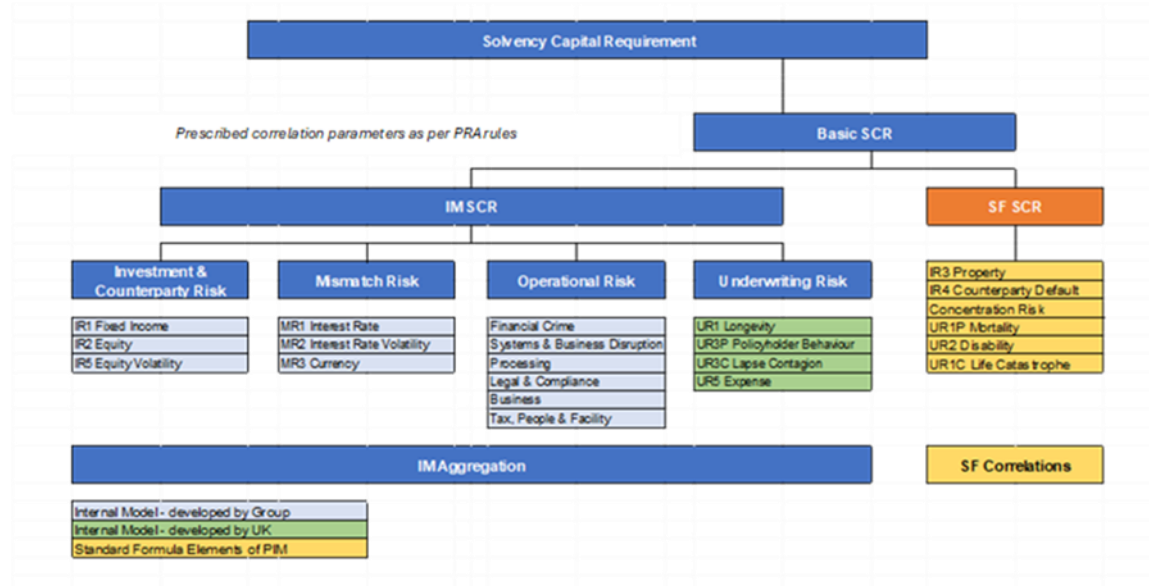 Solvency Capital Requirement
Prescribed correlation parameters as per PRA rules
Basic SCR
IM SCR
SF SCR
Investment &
Counterparty Risk
Mismatch Risk
Operational Risk
Underwriting Risk
IR1 Fixed Income
IR2 Equity
IR5 Equity Volatility
MR1 Interest Rate
MR2 Interest Rate Volatility
MR3 Currency
Financial Crime
Systems & Business Disruption
Processing
Legal & Compliance
Business
Tax, People & Facility
UR1 Longevity
UR3P Policyholder Behaviour
UR3C Lapse Contagion
UR5 Expense
IR3 Property
IR4 Counterparty Default
Concentration Risk
UR1P Mortality
UR2 Disability
UR1C Life Catastrophe
IM Aggregation
SF Correlations
Internal Model - developed by Group
Internal Model - developed by UK
Standard Formula Elements of PIM